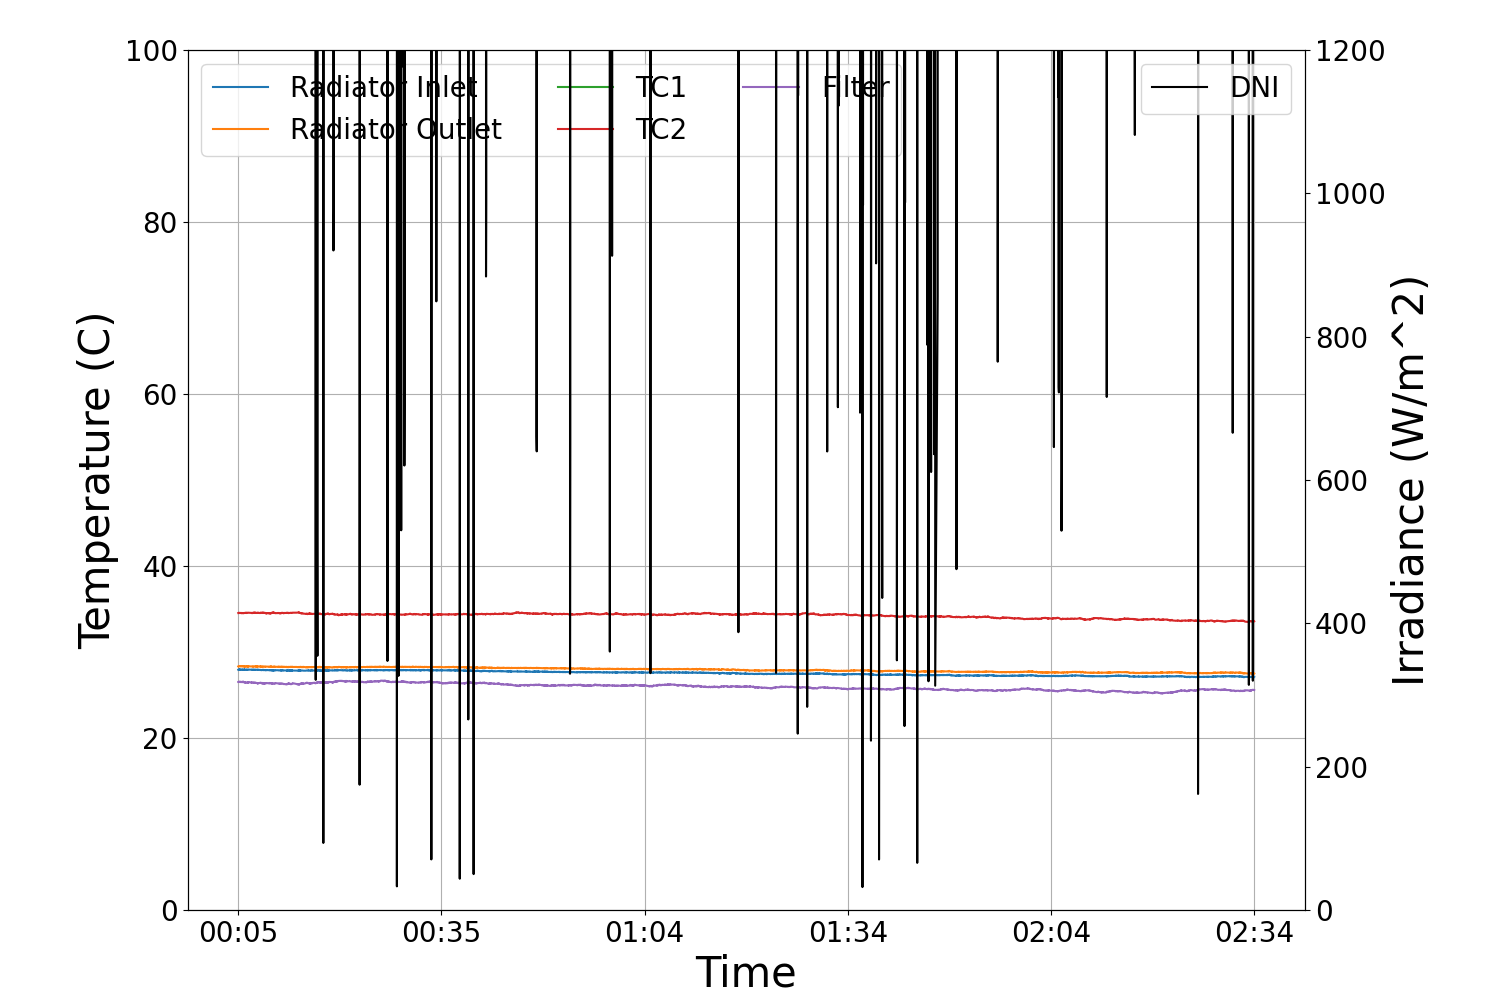 100
80
60
40
20
0
Temperature (C)
Radiator Inlet
Radiator Outlet
TC1
TC2
Filter
DNI
1200
1000
800
600
400
200
0
Irradiance (W/m^2)
00:05 00:35 01:04 01:34 02:04 02:34
Time